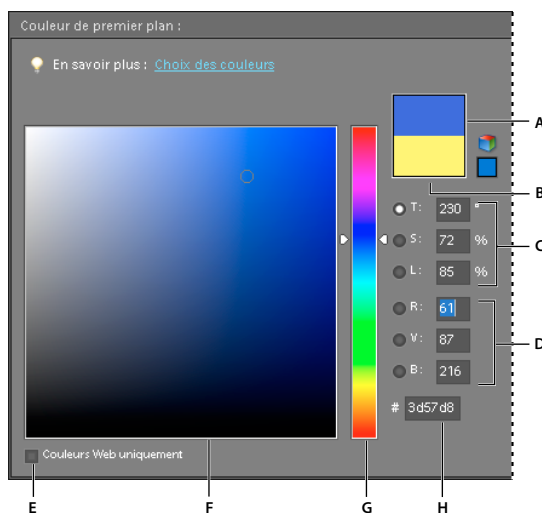 Couleur de premier plan :
En savoir plus : Choix des couleurs
A
B
T: 230 °
S: 72 %
C
L: 85 %
R: 61
V: 87
D
B: 216
# 3d57d8
Couleurs Web uniquement
E F G H